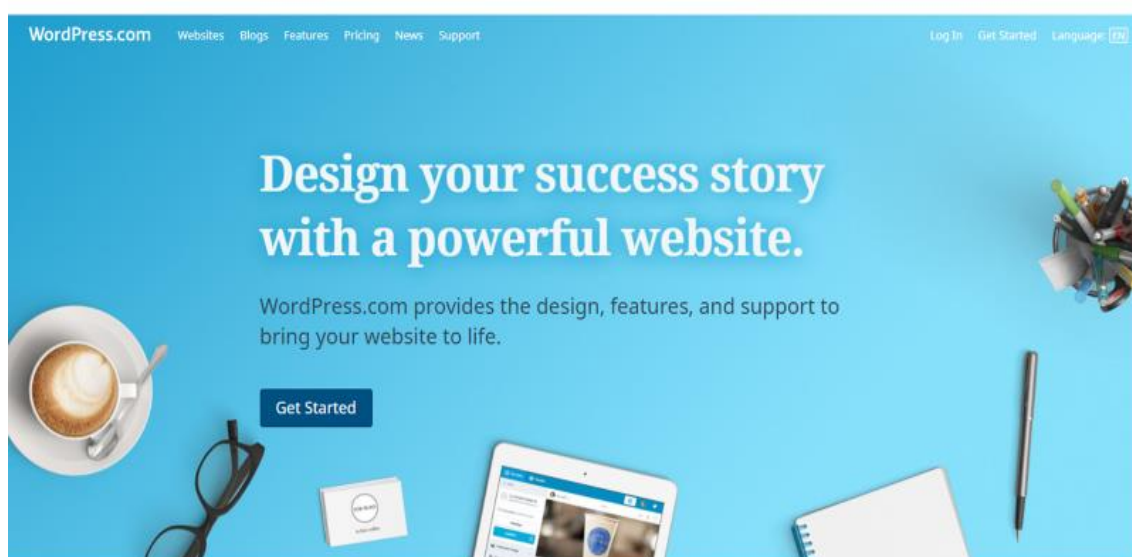 WordPress.com
Websites
Blogs
Features
Pricing
News
Support
Log In
Get Started
Language: EN
Design your success story
with a powerful website.
WordPress.com provides the design, features, and support to
bring your website to life.
Get Started